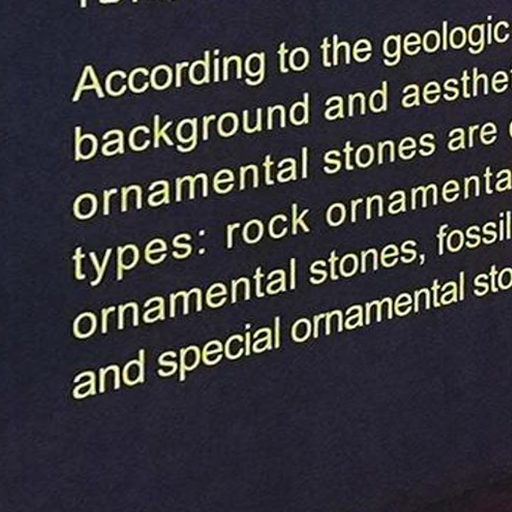 According to the geologic
background and aesthe
ornamental stones are
types: rock ornamenta
ornamental stones, fossil
and special ornamental sto